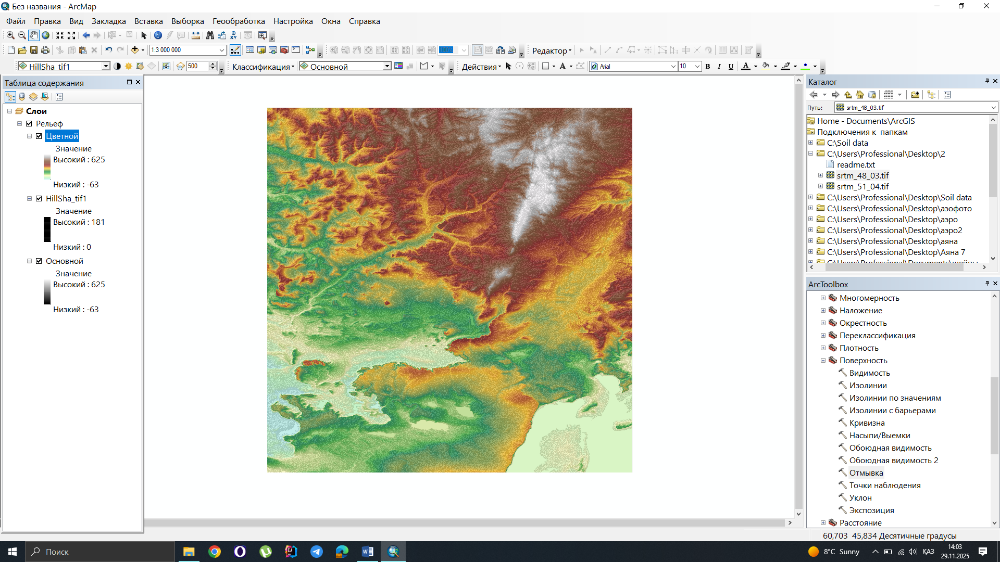 Без названия - ArcMap
Файл Правка Вид Закладка Вставка Выборка Геообработка Настройка Окна Справка
1:3 000 000
100%
Редактор
HillSha_tif1
500
Классификация
Основной
Действия
Arial
10
B I U A
Таблица содержания
Слои
Рельеф
Цветной
Значение
Высокий : 625
Низкий : -63
HillSha_tif1
Значение
Высокий : 181
Низкий : 0
Основной
Значение
Высокий : 625
Низкий : -63
Каталог
Путь: srtm_48_03.tif
Home - Documents\ArcGIS
Подключения к папкам
C:\Soil data
C:\Users\Professional\Desktop\2
readme.txt
srtm_48_03.tif
srtm_51_04.tif
C:\Users\Professional\Desktop\Soil data
C:\Users\Professional\Desktop\аэофото
C:\Users\Professional\Desktop\аэро
C:\Users\Professional\Desktop\аэро2
C:\Users\Professional\Desktop\аяна
C:\Users\Professional\Desktop\Аяна 7
ArcToolbox
Многомерность
Наложение
Окрестность
Переклассификация
Плотность
Поверхность
Видимость
Изолинии
Изолинии по значениям
Изолинии с барьерами
Кривизна
Насыпи/Выемки
Обоюдная видимость
Обоюдная видимость 2
Отмывка
Точки наблюдения
Уклон
Экспозиция
Расстояние
60,703 45,834 Десятичные градусы
Поиск
8°C Sunny
ҚАЗ
14:03
29.11.2025